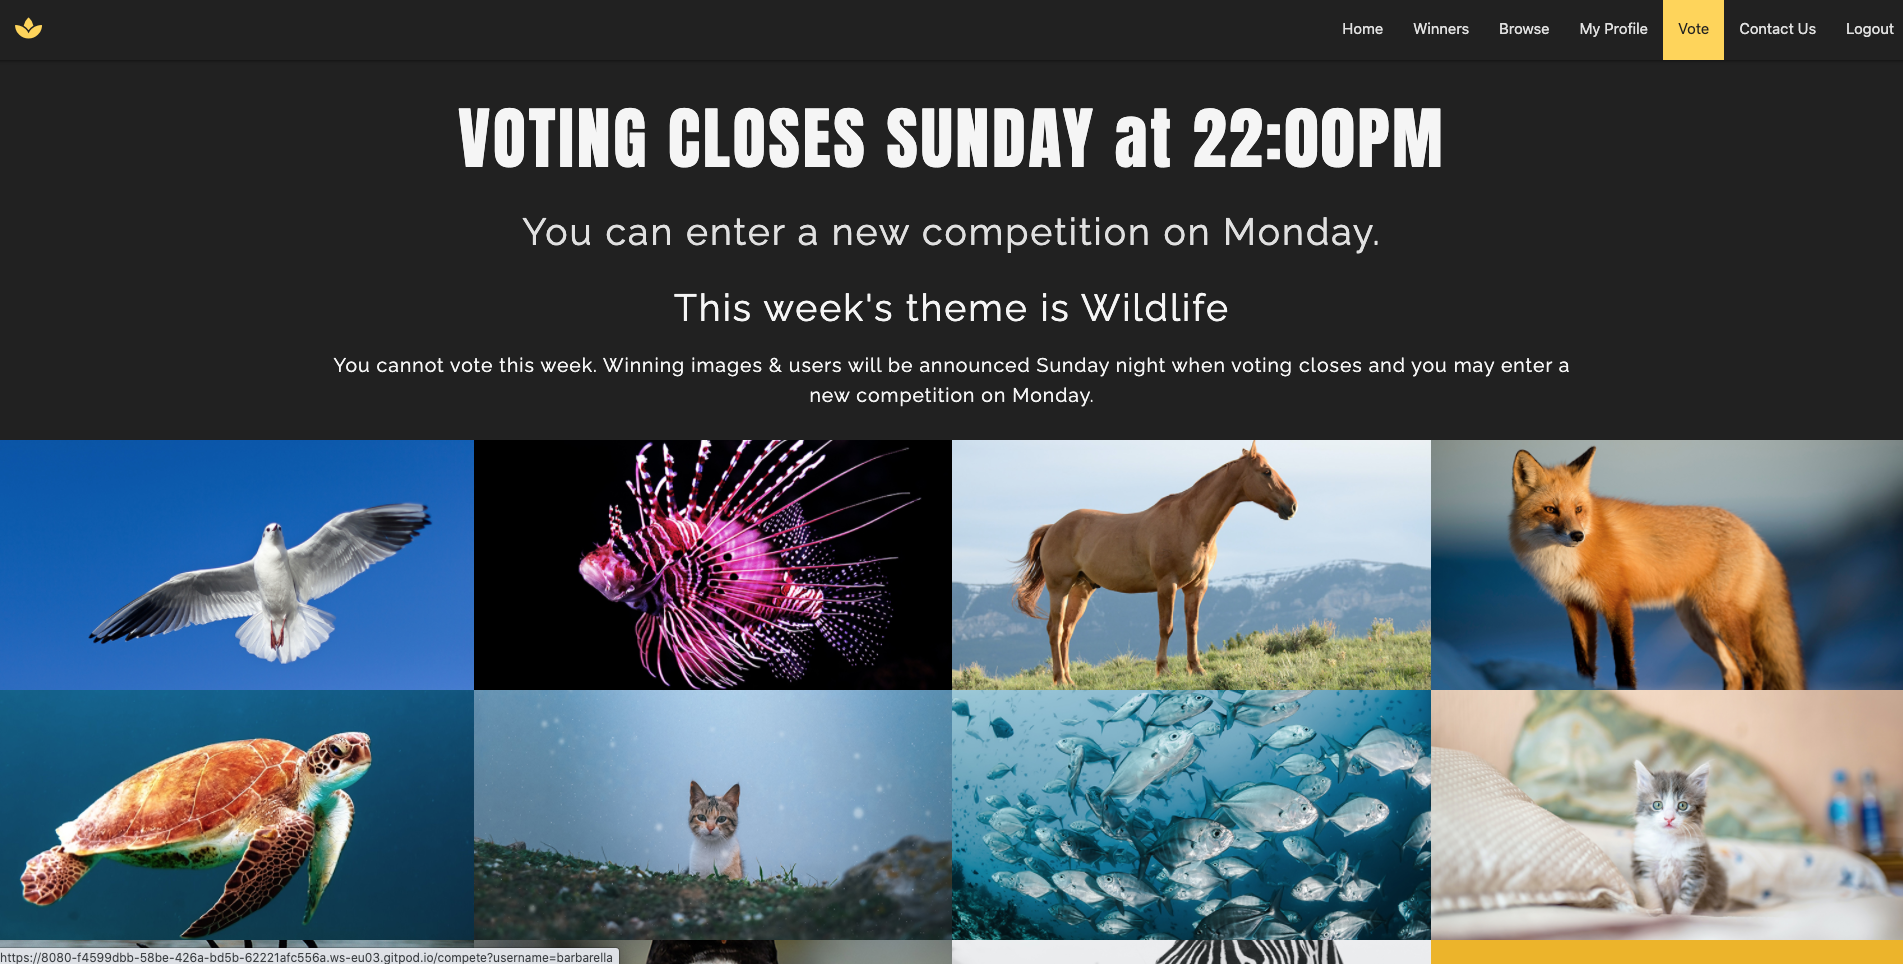 Home Winners Browse My Profile Vote Contact Us Logout
VOTING CLOSES SUNDAY at 22:00PM
You can enter a new competition on Monday.
This week's theme is Wildlife
You cannot vote this week. Winning images & users will be announced Sunday night when voting closes and you may enter a
new competition on Monday.
https://8080-f4599dbb-58be-426a-bd5b-62221afc556a.ws-eu03.gitpod.io/compete?username=barbarella